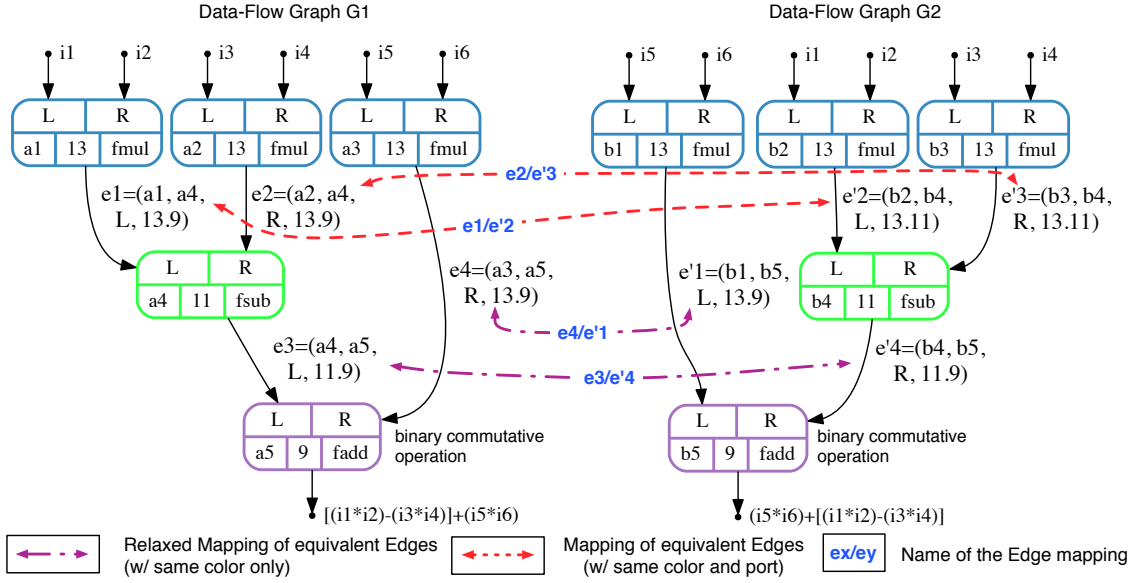 Data-Flow Graph G1
Data-Flow Graph G2
i1 i2 i3 i4 i5 i6
i5 i6 i1 i2 i3 i4
L R L R L R
L R L R L R
a1 13 fmul a2 13 fmul a3 13 fmul
b1 13 fmul b2 13 fmul b3 13 fmul
e2/e'3
e1=(a1, a4,
L, 13.9)
e2=(a2, a4,
R, 13.9)
e'2=(b2, b4,
L, 13.11)
e'3=(b3, b4,
R, 13.11)
e1/e'2
L R
a4 11 fsub
e4=(a3, a5,
R, 13.9)
e'1=(b1, b5,
L, 13.9)
L R
b4 11 fsub
e4/e'1
e3=(a4, a5,
L, 11.9)
e'4=(b4, b5,
R, 11.9)
e3/e'4
L R
a5 9 fadd
binary commutative
operation
L R
b5 9 fadd
binary commutative
operation
[(i1*i2)-(i3*i4)]+(i5*i6)
(i5*i6)+[(i1*i2)-(i3*i4)]
Relaxed Mapping of equivalent Edges
(w/ same color only)
Mapping of equivalent Edges
(w/ same color and port)
ex/ey
Name of the Edge mapping